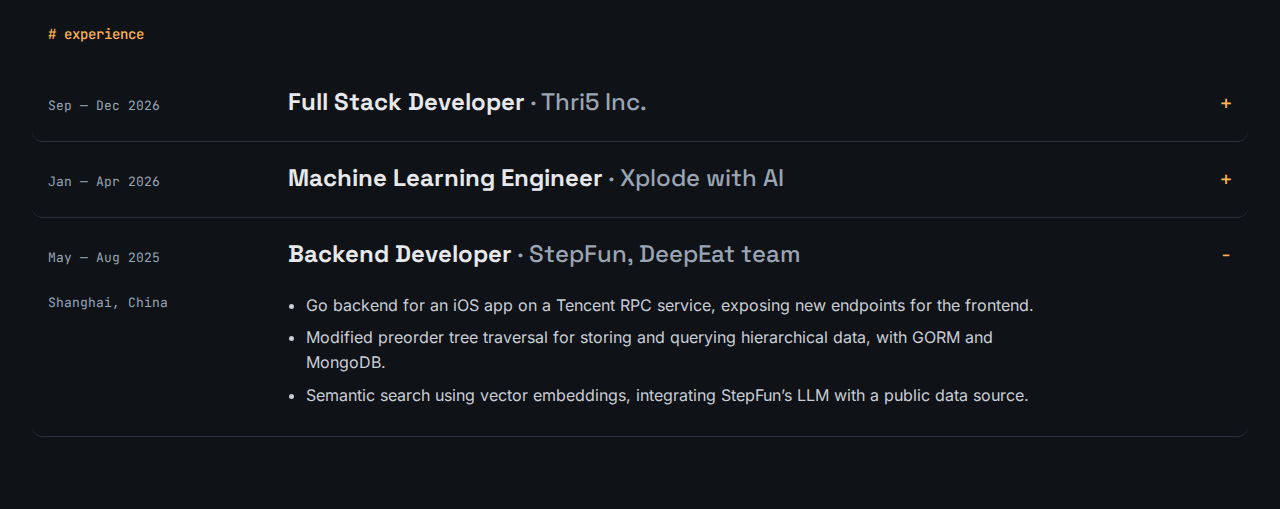 # experience
Sep — Dec 2026
Full Stack Developer · Thri5 Inc.
+
Jan — Apr 2026
Machine Learning Engineer · Xplode with AI
+
May — Aug 2025
Backend Developer · StepFun, DeepEat team
-
Shanghai, China
• Go backend for an iOS app on a Tencent RPC service, exposing new endpoints for the frontend.
• Modified preorder tree traversal for storing and querying hierarchical data, with GORM and
MongoDB.
• Semantic search using vector embeddings, integrating StepFun’s LLM with a public data source.